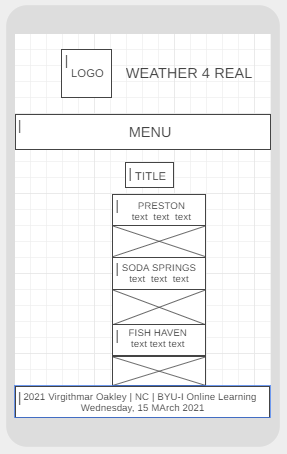 LOGO
WEATHER 4 REAL
MENU
TITLE
PRESTON
text text text
SODA SPRINGS
text text text
FISH HAVEN
text text text
2021 Virgithmar Oakley | NC | BYU-I Online Learning
Wednesday, 15 MArch 2021